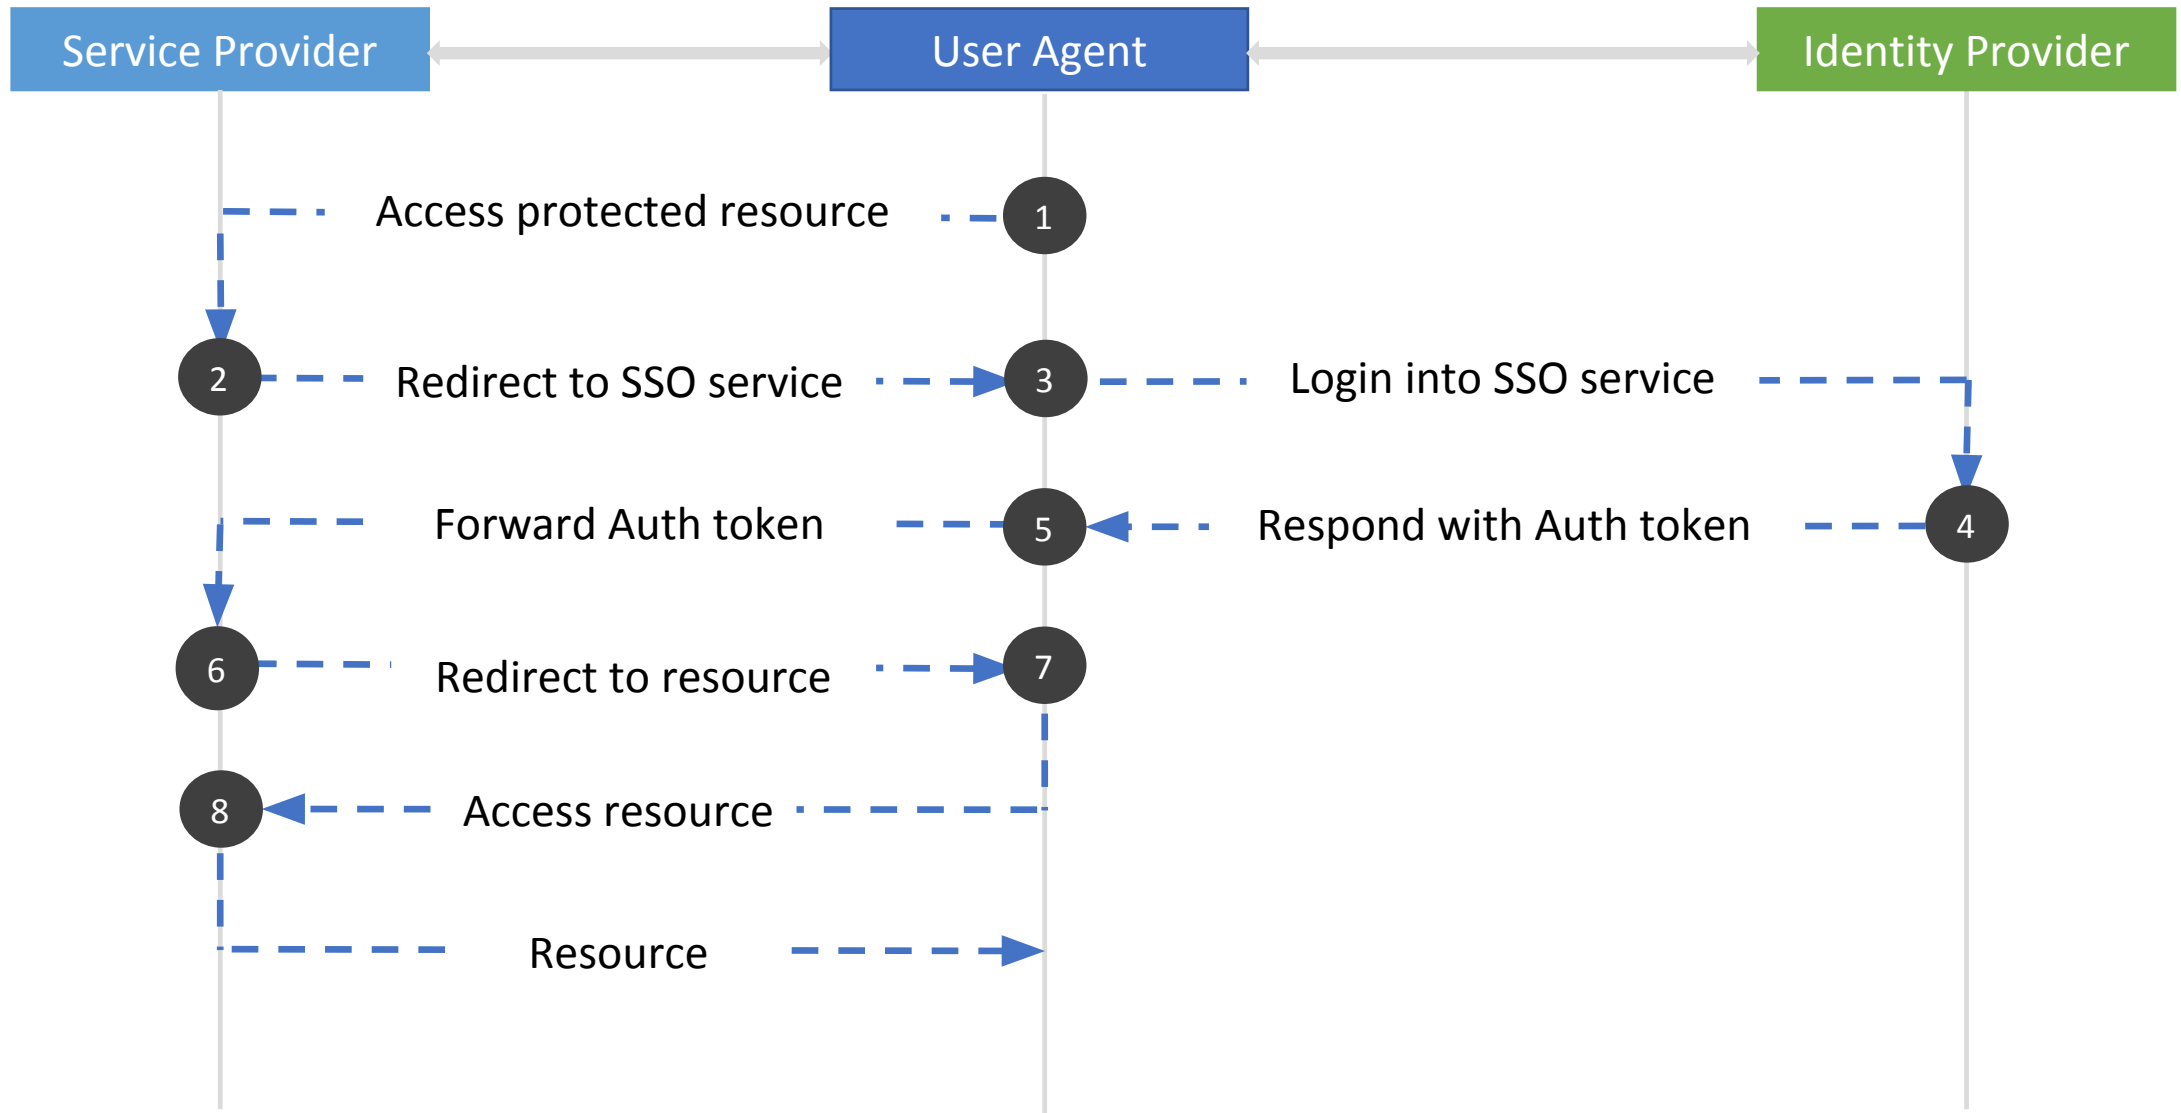 Service Provider
User Agent
Identity Provider
Access protected resource
1
2
Redirect to SSO service
3
Login into SSO service
Forward Auth token
5
Respond with Auth token
4
6
Redirect to resource
7
8
Access resource
Resource